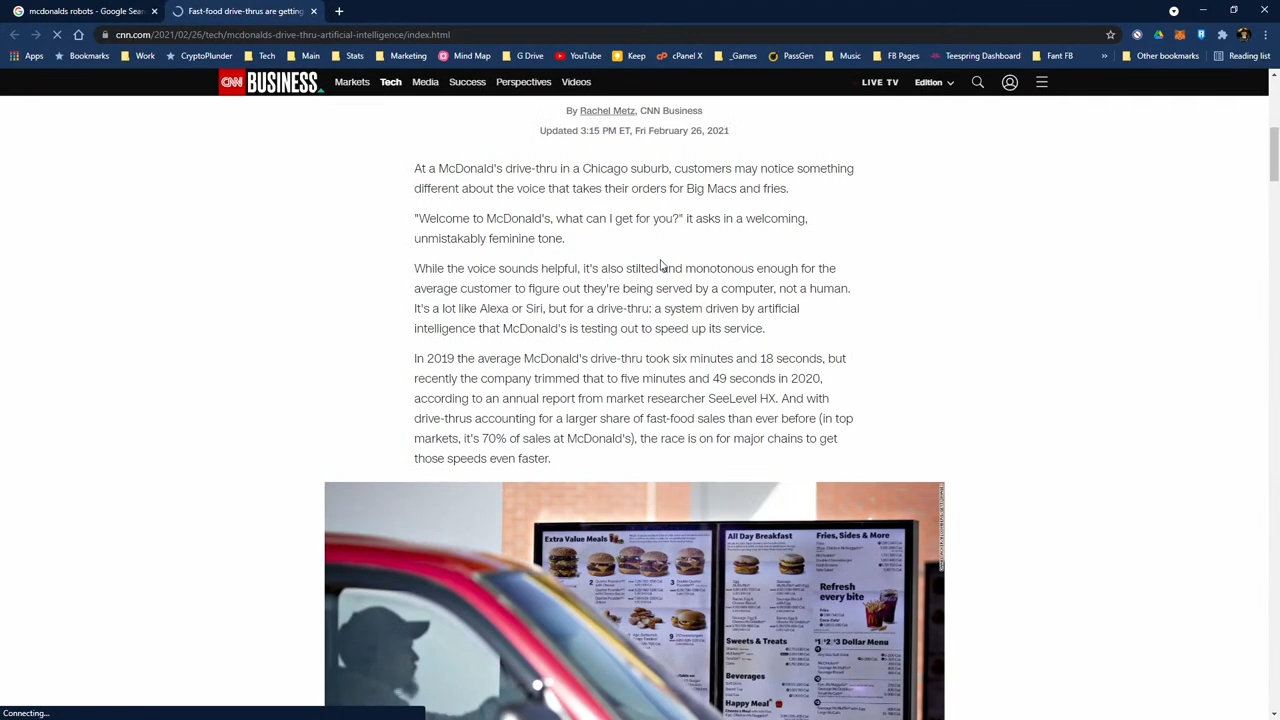 mcdonalds robots - Google Sear
Fast-food drive-thrus are getting
cnn.com/2021/02/26/tech/mcdonalds-drive-thru-artificial-intelligence/index.html
Apps Bookmarks Work CryptoPlunder Tech Main Stats Marketing Mind Map G Drive YouTube Keep cPanel X _Games PassGen Music FB Pages Teespring Dashboard Fant FB » Other bookmarks Reading list
CNN BUSINESS Markets Tech Media Success Perspectives Videos LIVE TV Edition
By Rachel Metz, CNN Business
Updated 3:15 PM ET, Fri February 26, 2021
At a McDonald's drive-thru in a Chicago suburb, customers may notice something
different about the voice that takes their orders for Big Macs and fries.
"Welcome to McDonald's, what can I get for you?" it asks in a welcoming,
unmistakably feminine tone.
While the voice sounds helpful, it's also stilted and monotonous enough for the
average customer to figure out they're being served by a computer, not a human.
It's a lot like Alexa or Siri, but for a drive-thru: a system driven by artificial
intelligence that McDonald's is testing out to speed up its service.
In 2019 the average McDonald's drive-thru took six minutes and 18 seconds, but
recently the company trimmed that to five minutes and 49 seconds in 2020,
according to an annual report from market researcher SeeLevel HX. And with
drive-thrus accounting for a larger share of fast-food sales than ever before (in top
markets, it's 70% of sales at McDonald's), the race is on for major chains to get
those speeds even faster.
Extra Value Meals
All Day Breakfast
Fries, Sides & More
Refresh
every bite
Sweets & Treats
Beverages
Happy Meal
1 2 3 Dollar Menu
Connecting...